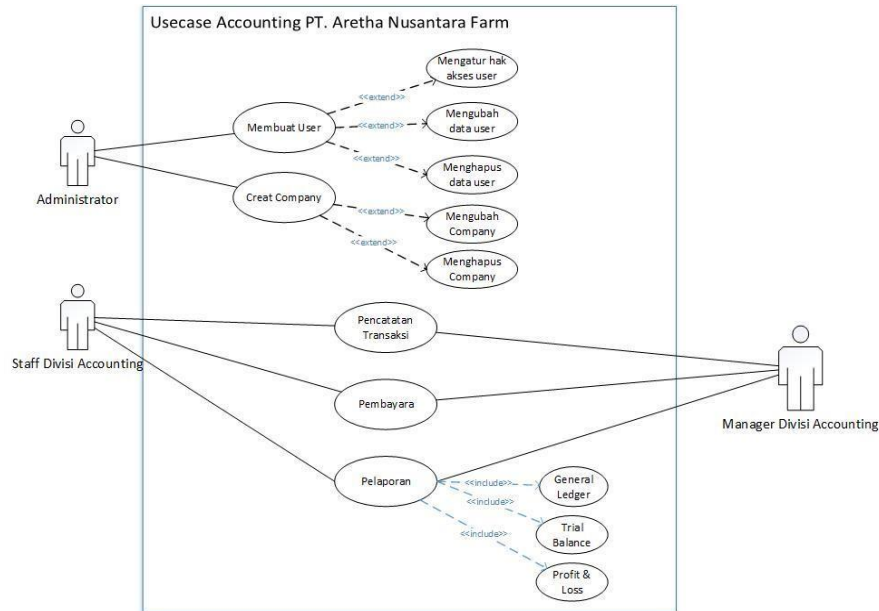 Usecase Accounting PT. Aretha Nusantara Farm
Mengatur hak
akses user
<<extend>>
Membuat User
<<extend>>
Mengubah
data user
<<extend>>
Menghapus
data user
Administrator
Creat Company
<<extend>>
Mengubah
Company
<<extend>>
Menghapus
Company
Staff Divisi Accounting
Pencatatan
Transaksi
Pembayara
Manager Divisi Accounting
Pelaporan
<<include>>
General
Ledger
<<include>>
Trial
Balance
<<include>>
Profit &
Loss